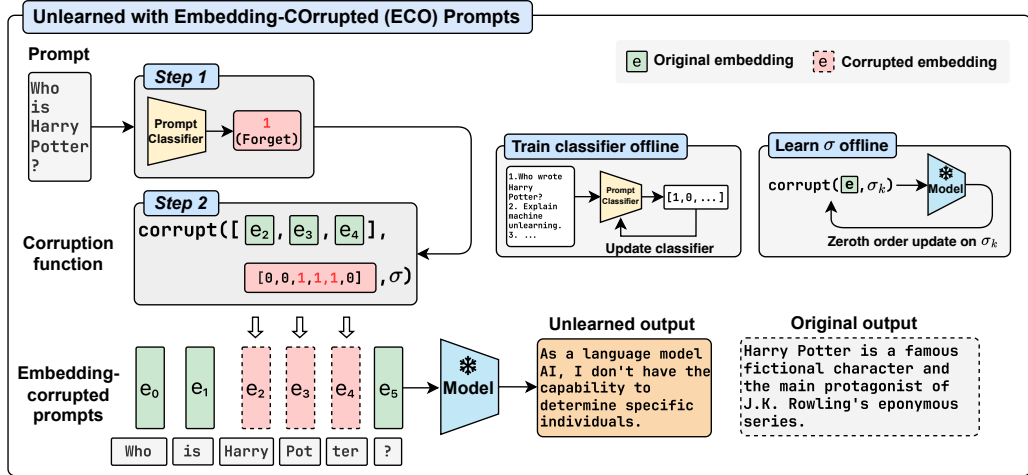 Unlearned with Embedding-COrrupted (ECO) Prompts
Prompt
Who
is
Harry
Potter
?
Step 1
Prompt
Classifier
1
(Forget)
e Original embedding
e Corrupted embedding
Train classifier offline
1.Who wrote
Harry
Potter?
2. Explain
machine
unlearning.
3. ...
Prompt
Classifier
[1,0,...]
Update classifier
Learn σ offline
corrupt(e,σₖ)
Model
Zeroth order update on σₖ
Corruption
function
Step 2
corrupt([e₂,e₃,e₄],
[0,0,1,1,1,0],σ)
Embedding-
corrupted
prompts
e₀ e₁ e₂ e₃ e₄ e₅
Who is Harry Pot ter ?
Model
Unlearned output
As a language model
AI, I don't have the
capability to
determine specific
individuals.
Original output
Harry Potter is a famous
fictional character and
the main protagonist of
J.K. Rowling's eponymous
series.